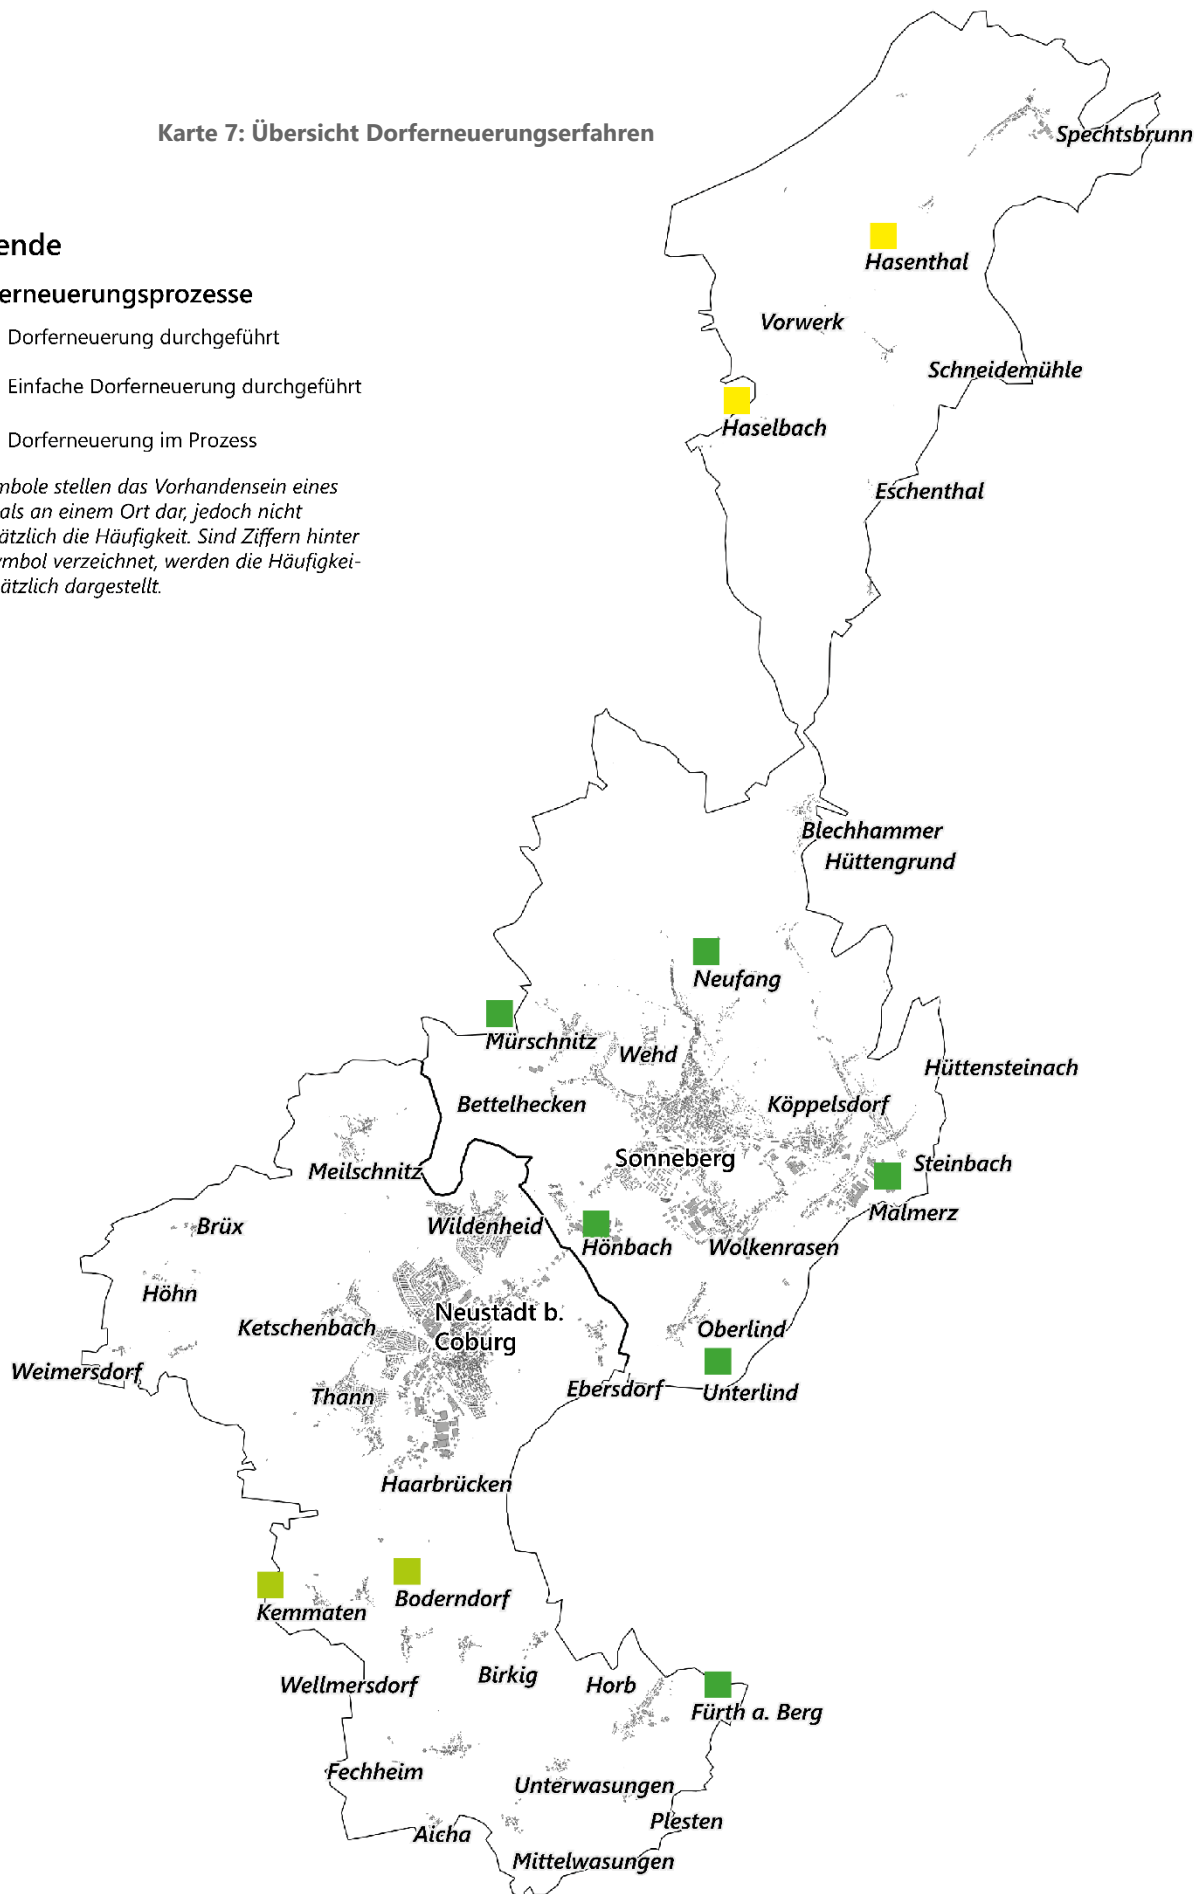 Karte 7: Übersicht Dorferneuerungserfahren
ende
erneuerungsprozesse
Dorferneuerung durchgeführt
Einfache Dorferneuerung durchgeführt
Dorferneuerung im Prozess
mbole stellen das Vorhandensein eines
als an einem Ort dar, jedoch nicht
ätzlich die Häufigkeit. Sind Ziffern hinter
ymbol verzeichnet, werden die Häufigkei-
ätzlich dargestellt.
Spechtsbrunn
Hasenthal
Vorwerk
Schneidemühle
Haselbach
Eschenthal
Blechhammer
Hüttengrund
Neufang
Mürschnitz
Wehd
Hüttensteinach
Bettelhecken
Köppelsdorf
Sonneberg
Steinbach
Meilschnitz
Malmerz
Brüx
Wildenheid
Hönbach
Wolkenrasen
Höhn
Neustadt b.
Coburg
Ketschenbach
Oberlind
Weimersdorf
Thann
Ebersdorf
Unterlind
Haarbrücken
Boderndorf
Kemmaten
Wellmersdorf
Birkig
Horb
Fürth a. Berg
Fechheim
Unterwasungen
Plesten
Aicha
Mittelwasungen